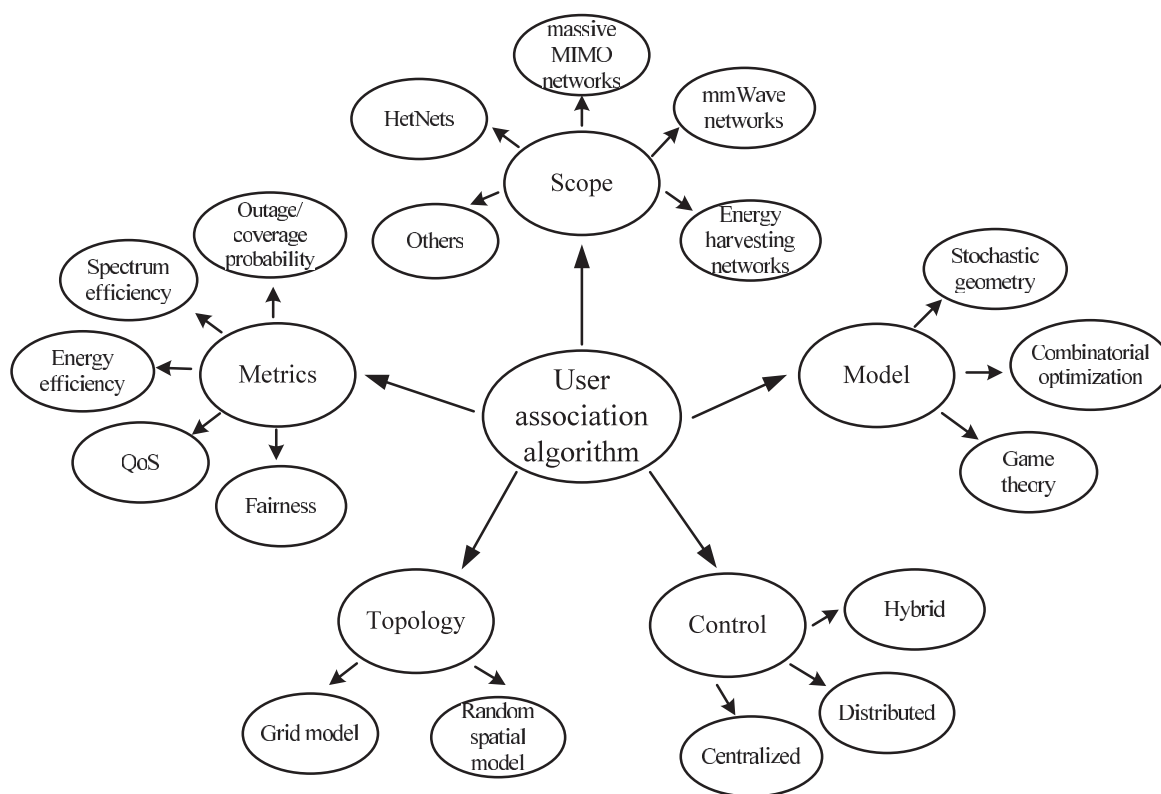 massive
MIMO
networks
mmWave
networks
HetNets
Scope
Others
Energy
harvesting
networks
Outage/
coverage
probability
Spectrum
efficiency
Energy
efficiency
Metrics
QoS
Fairness
User
association
algorithm
Stochastic
geometry
Model
Combinatorial
optimization
Game
theory
Topology
Grid model
Random
spatial
model
Control
Hybrid
Distributed
Centralized